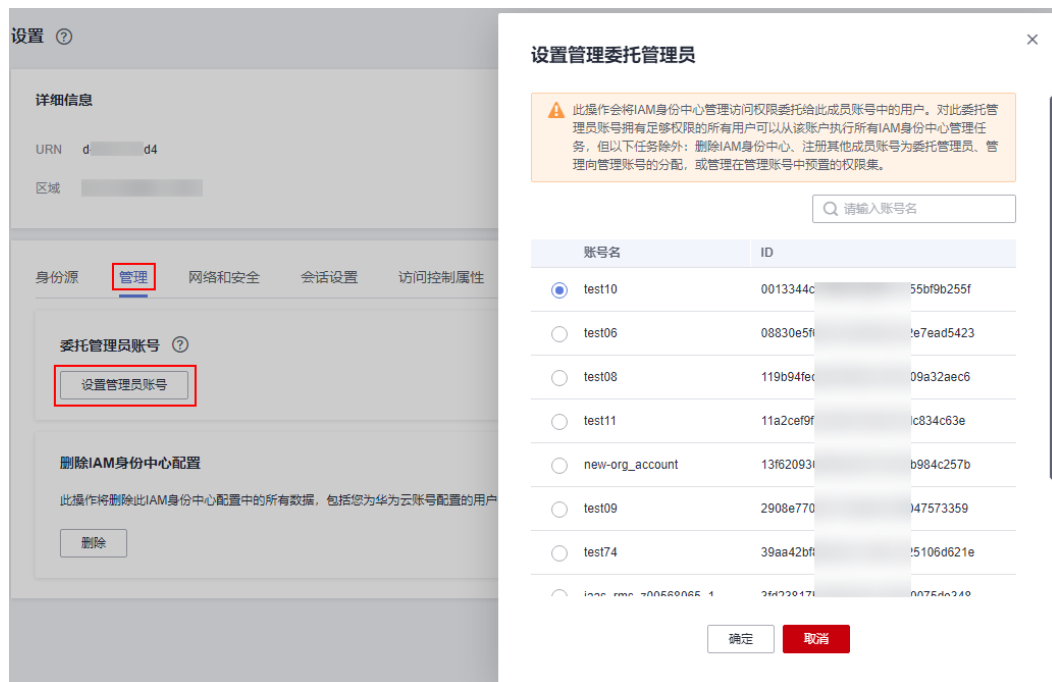 设置
详细信息
URN d d4
区域
身份源 管理 网络和安全 会话设置 访问控制属性
委托管理员账号
设置管理员账号
删除IAM身份中心配置
此操作将删除此IAM身份中心配置中的所有数据，包括您为华为云账号配置的用户
删除
设置管理委托管理员
此操作会将IAM身份中心管理访问权限委托给此成员账号中的用户。对此委托管
理员账号拥有足够权限的所有用户可以从该账户执行所有IAM身份中心管理任
务，但以下任务除外：删除IAM身份中心、注册其他成员账号为委托管理员、管
理向管理账号的分配，或管理在管理账号中预置的权限集。
请输入账号名
账号名 ID
test10 0013344c 55bf9b255f
test06 08830e5f 2e7ead5423
test08 119b94fec 09a32aec6
test11 11a2cef9f c834c63e
new-org_account 13f62093 b984c257b
test09 2908e770 047573359
test74 39aa42bf 25106d621e
确定 取消